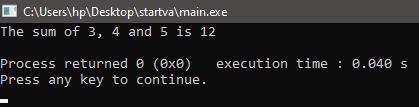 C:\Users\hp\Desktop\startva\main.exe
The sum of 3, 4 and 5 is 12
Process returned 0 (0x0)   execution time : 0.040 s
Press any key to continue.